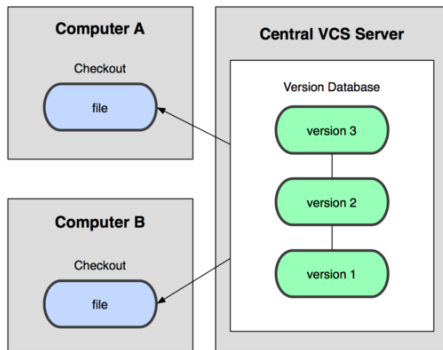 Computer A
Checkout
file
Computer B
Checkout
file
Central VCS Server
Version Database
version 3
version 2
version 1